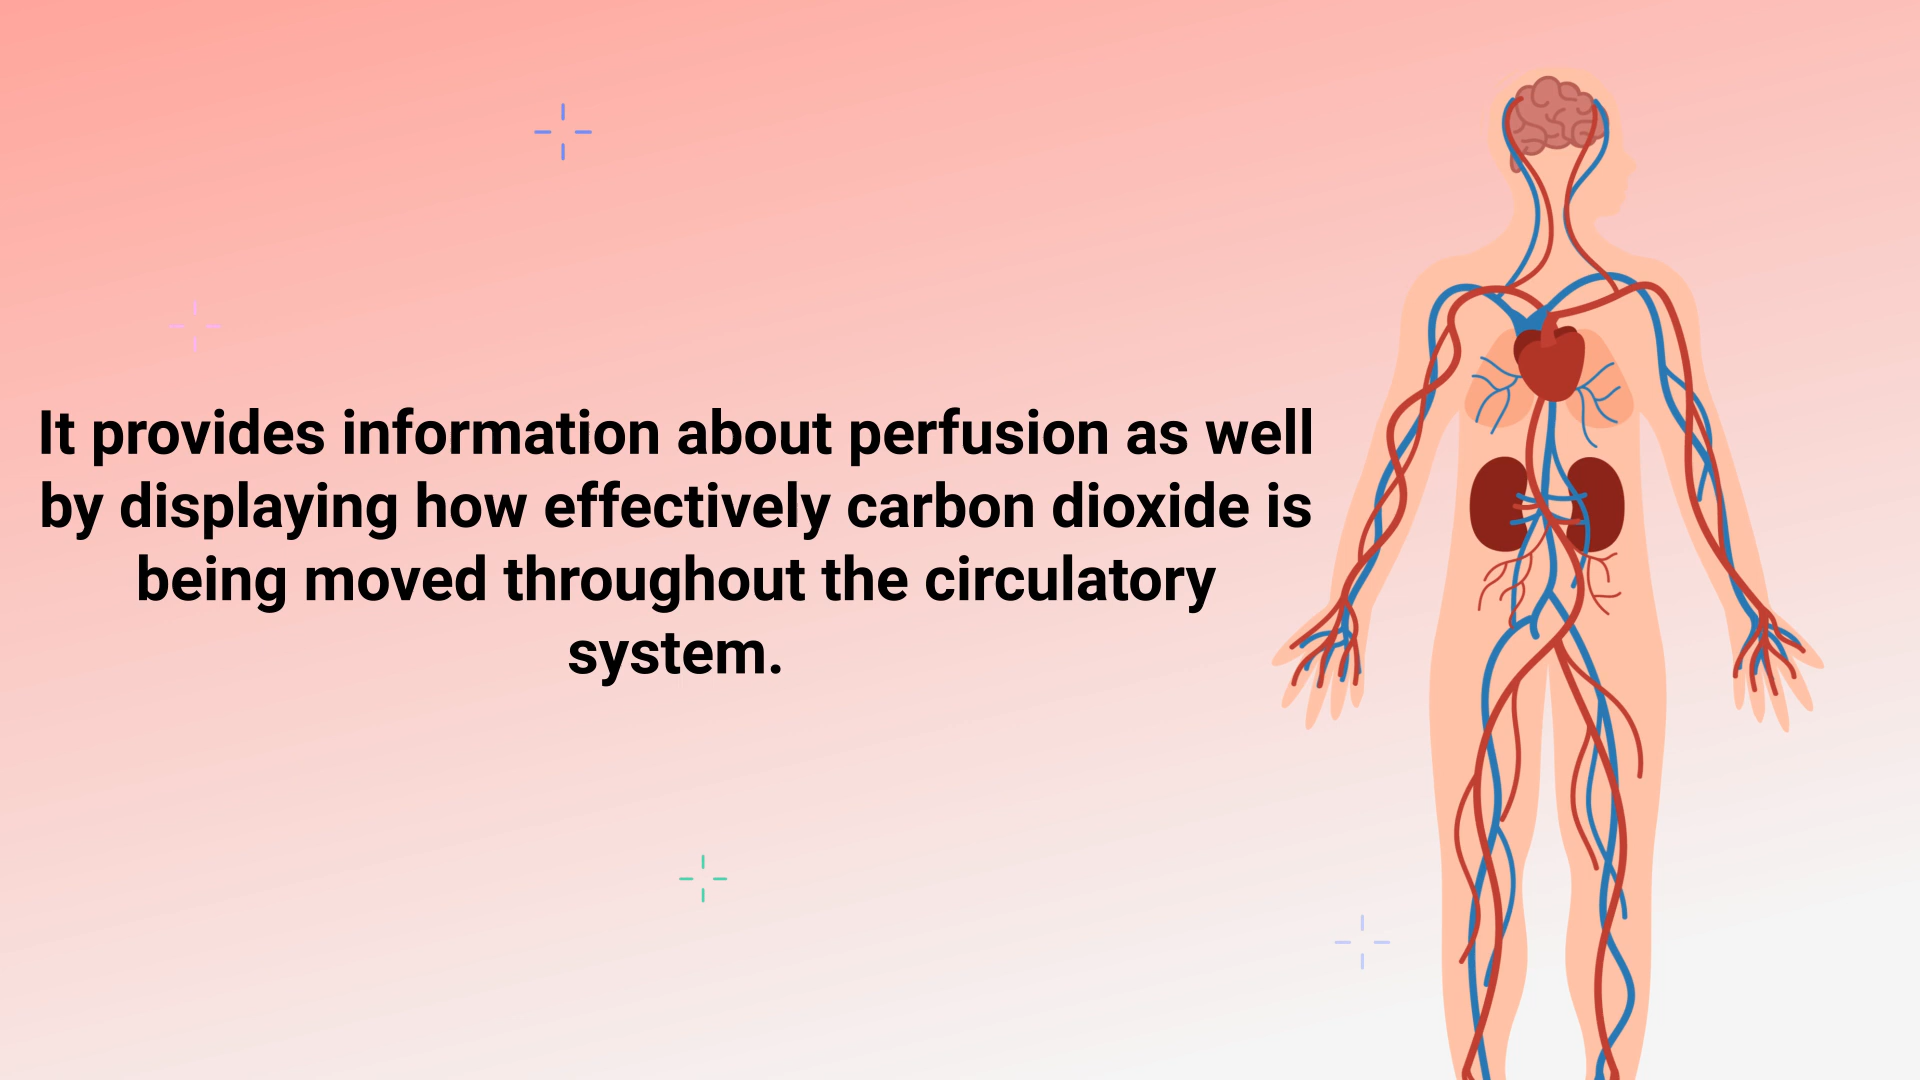 It provides information about perfusion as well
by displaying how effectively carbon dioxide is
being moved throughout the circulatory
system.